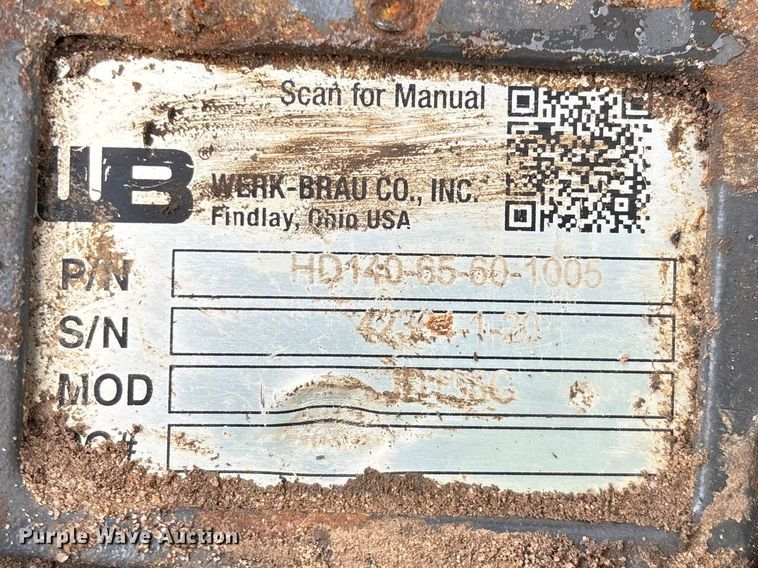 Scan for Manual
WB®
WERK-BRAU CO., INC.
Findlay, Ohio USA
P/N HD140-65-60-1005
S/N
MOD
Purple Wave Auction